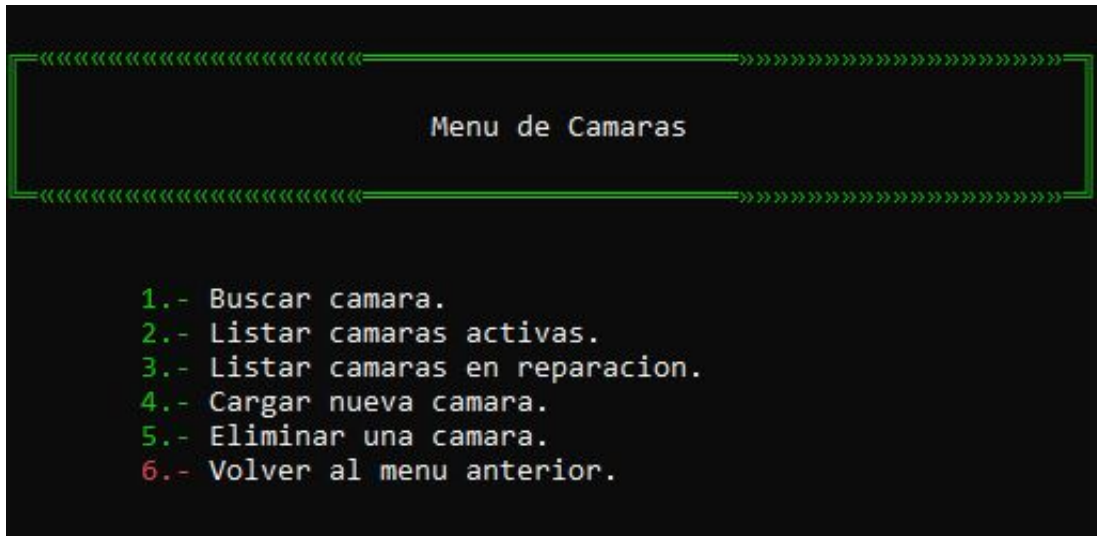 Menu de Camaras
1.- Buscar camara.
2.- Listar camaras activas.
3.- Listar camaras en reparacion.
4.- Cargar nueva camara.
5.- Eliminar una camara.
6.- Volver al menu anterior.